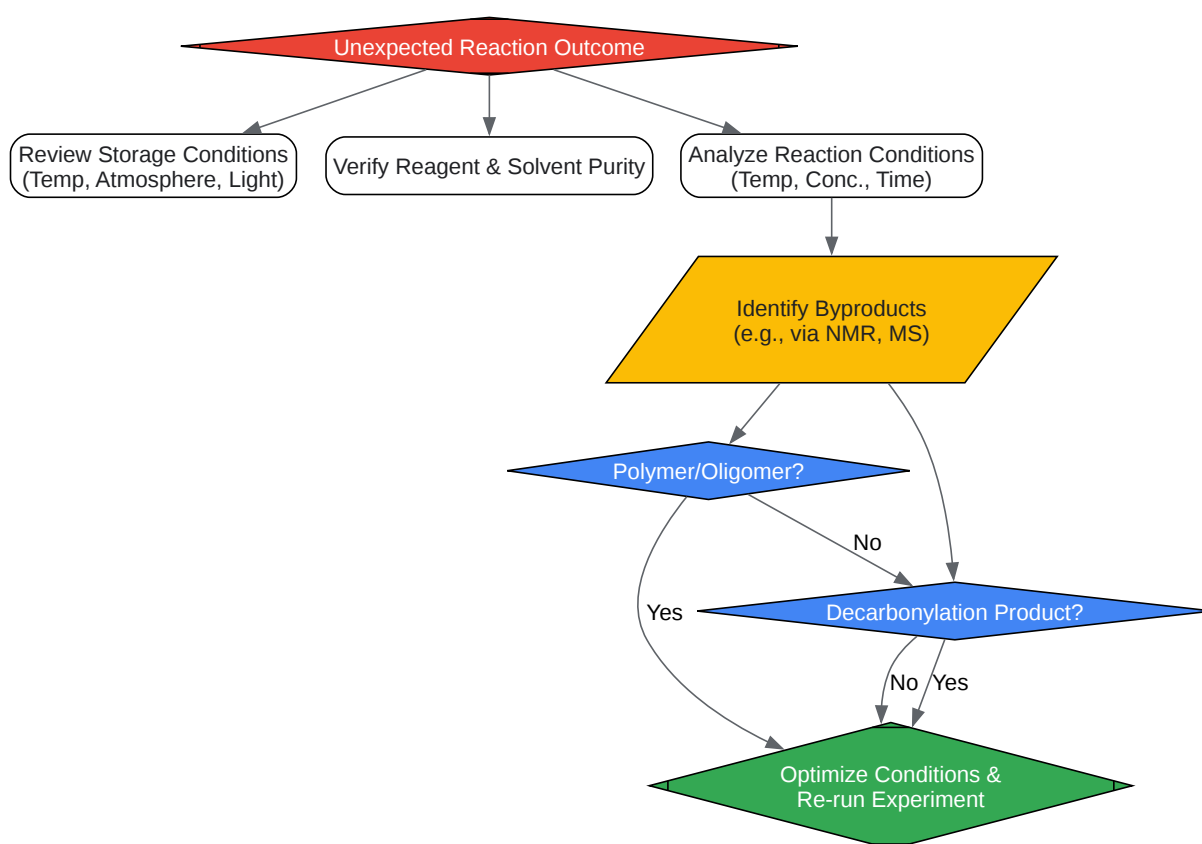 Unexpected Reaction Outcome
Review Storage Conditions
(Temp, Atmosphere, Light)
Verify Reagent & Solvent Purity
Analyze Reaction Conditions
(Temp, Conc., Time)
Identify Byproducts
(e.g., via NMR, MS)
Polymer/Oligomer?
No
Yes
Decarbonylation Product?
No
Yes
Optimize Conditions &
Re-run Experiment